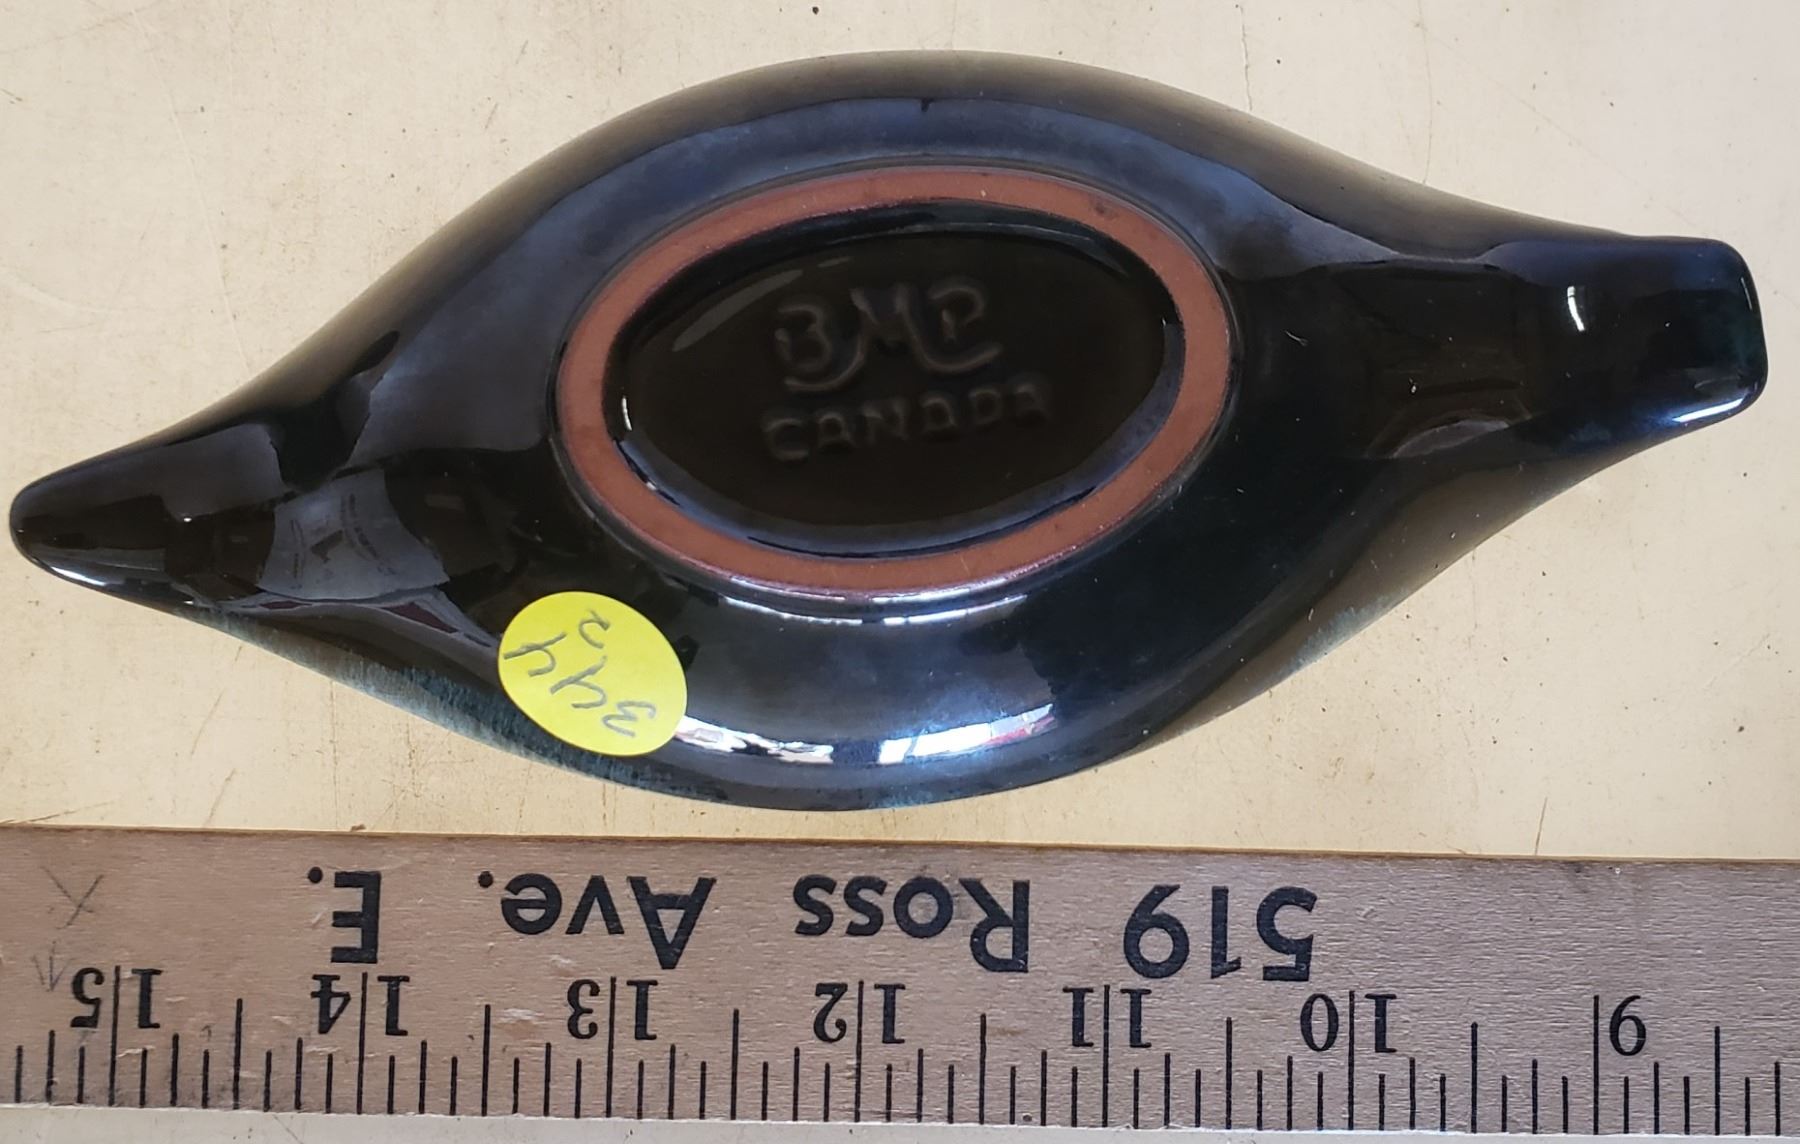 BMP
CANADA
344
519 Ross Ave. E.
9 10 11 12 13 14 15